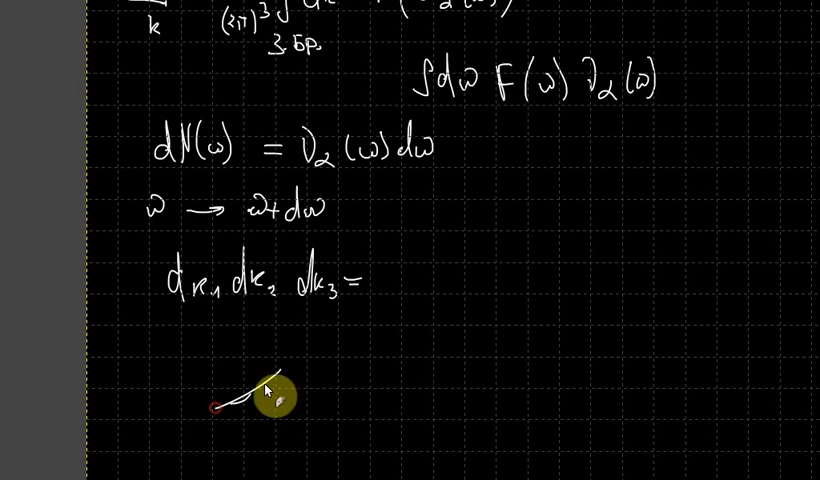 k (2π)³ ∫
3.Бр.
∫dω F(ω) ν₂(ω)
dN(ω) = ν₂(ω)dω
ω → ω+dω
dk₁ dk₂ dk₃ =